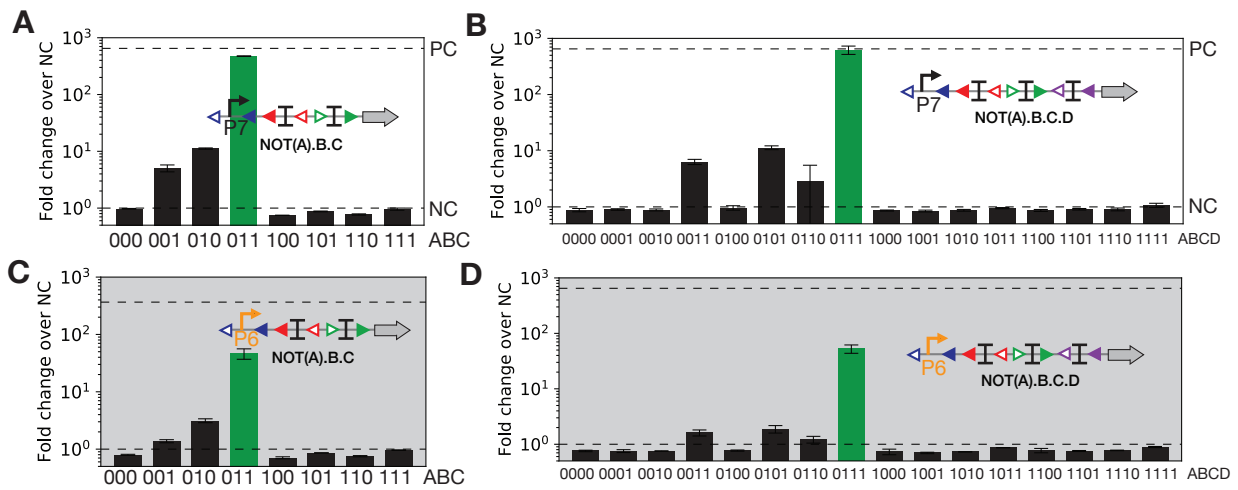 A
Fold change over NC
10³
10²
10¹
10⁰
PC
NC
P7
NOT(A).B.C
000 001 010 011 100 101 110 111 ABC
B
Fold change over NC
10³
10²
10¹
10⁰
PC
NC
P7
NOT(A).B.C.D
0000 0001 0010 0011 0100 0101 0110 0111 1000 1001 1010 1011 1100 1101 1110 1111 ABCD
C
Fold change over NC
10³
10²
10¹
10⁰
P6
NOT(A).B.C
000 001 010 011 100 101 110 111 ABC
D
Fold change over NC
10³
10²
10¹
10⁰
P6
NOT(A).B.C.D
0000 0001 0010 0011 0100 0101 0110 0111 1000 1001 1010 1011 1100 1101 1110 1111 ABCD